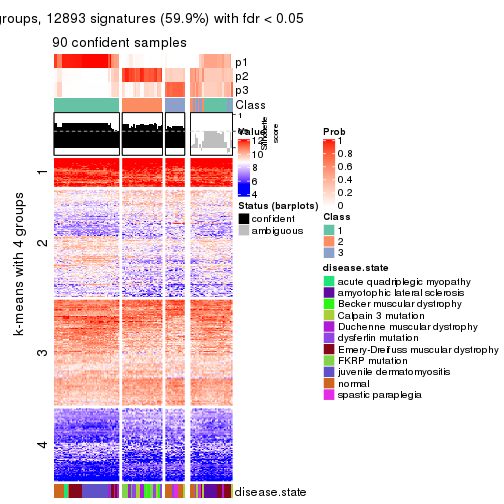 groups, 12893 signatures (59.9%) with fdr < 0.05
90 confident samples
p1
p2
p3
Class
1
Silhouette
score
Value
12
10
8
6
4
Status (barplots)
confident
ambiguous
Prob
1
0.8
0.6
0.4
0.2
0
Class
1
2
3
disease.state
acute quadriplegic myopathy
amyotophic lateral sclerosis
Becker muscular dystrophy
Calpain 3 mutation
Duchenne muscular dystrophy
dysferlin mutation
Emery-Dreifuss muscular dystrophy
FKRP mutation
juvenile dermatomyositis
normal
spastic paraplegia
k-means with 4 groups
1
2
3
4
disease.state